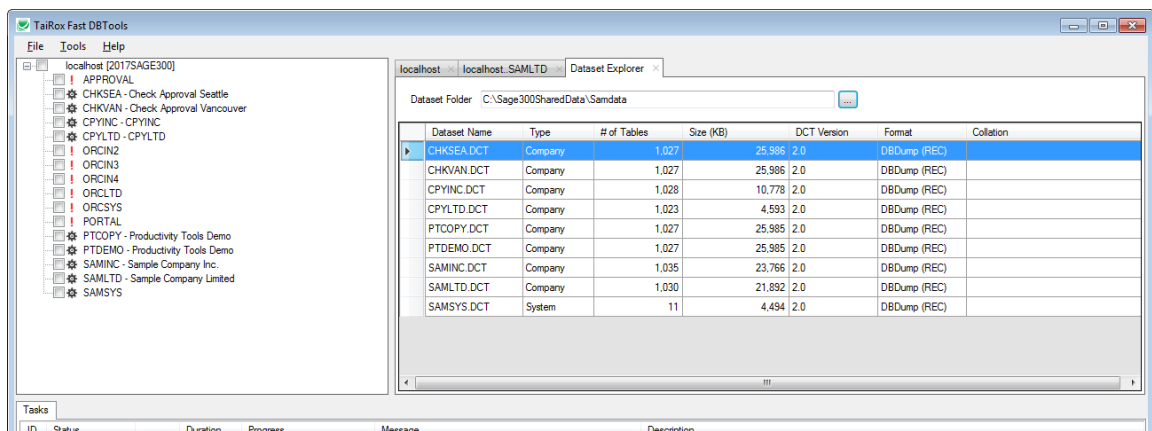 TaiRox Fast DBTools
File Tools Help
localhost [2017SAGE300]
! APPROVAL
CHKSEA - Check Approval Seattle
CHKVAN - Check Approval Vancouver
CPYINC - CPYINC
CPYLTD - CPYLTD
! ORCIN2
! ORCIN3
! ORCIN4
! ORCLTD
! ORCSYS
! PORTAL
PTCOPY - Productivity Tools Demo
PTDEMO - Productivity Tools Demo
SAMINC - Sample Company Inc.
SAMLTD - Sample Company Limited
SAMSYS
localhost localhost..SAMLTD Dataset Explorer
Dataset Folder C:\Sage300SharedData\Samdata ...
Dataset Name Type # of Tables Size (KB) DCT Version Format Collation
CHKSEA.DCT Company 1,027 25,986 2.0 DBDump (REC)
CHKVAN.DCT Company 1,027 25,986 2.0 DBDump (REC)
CPYINC.DCT Company 1,028 10,778 2.0 DBDump (REC)
CPYLTD.DCT Company 1,023 4,593 2.0 DBDump (REC)
PTCOPY.DCT Company 1,027 25,985 2.0 DBDump (REC)
PTDEMO.DCT Company 1,027 25,985 2.0 DBDump (REC)
SAMINC.DCT Company 1,035 23,766 2.0 DBDump (REC)
SAMLTD.DCT Company 1,030 21,892 2.0 DBDump (REC)
SAMSYS.DCT System 11 4,494 2.0 DBDump (REC)
Tasks
ID Status Duration Progress Message Description